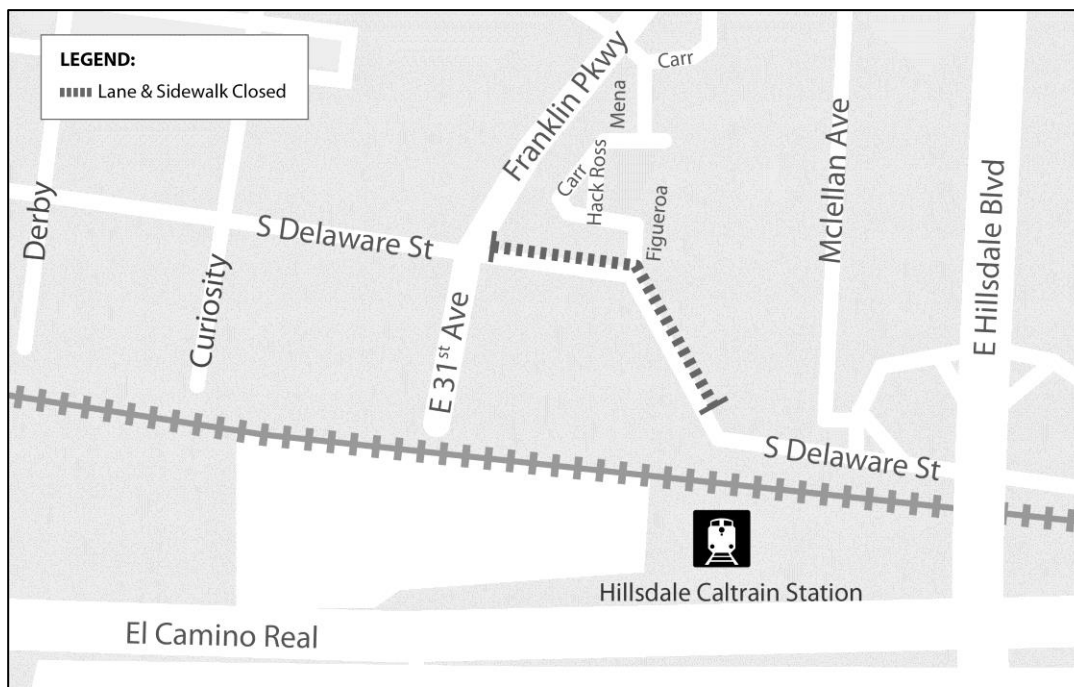 LEGEND:
Lane & Sidewalk Closed
Franklin Pkwy
Carr
Mena
Carr
Hack Ross
Figueroa
Mclellan Ave
E Hillsdale Blvd
Derby
S Delaware St
Curiosity
E 31st Ave
S Delaware St
Hillsdale Caltrain Station
El Camino Real